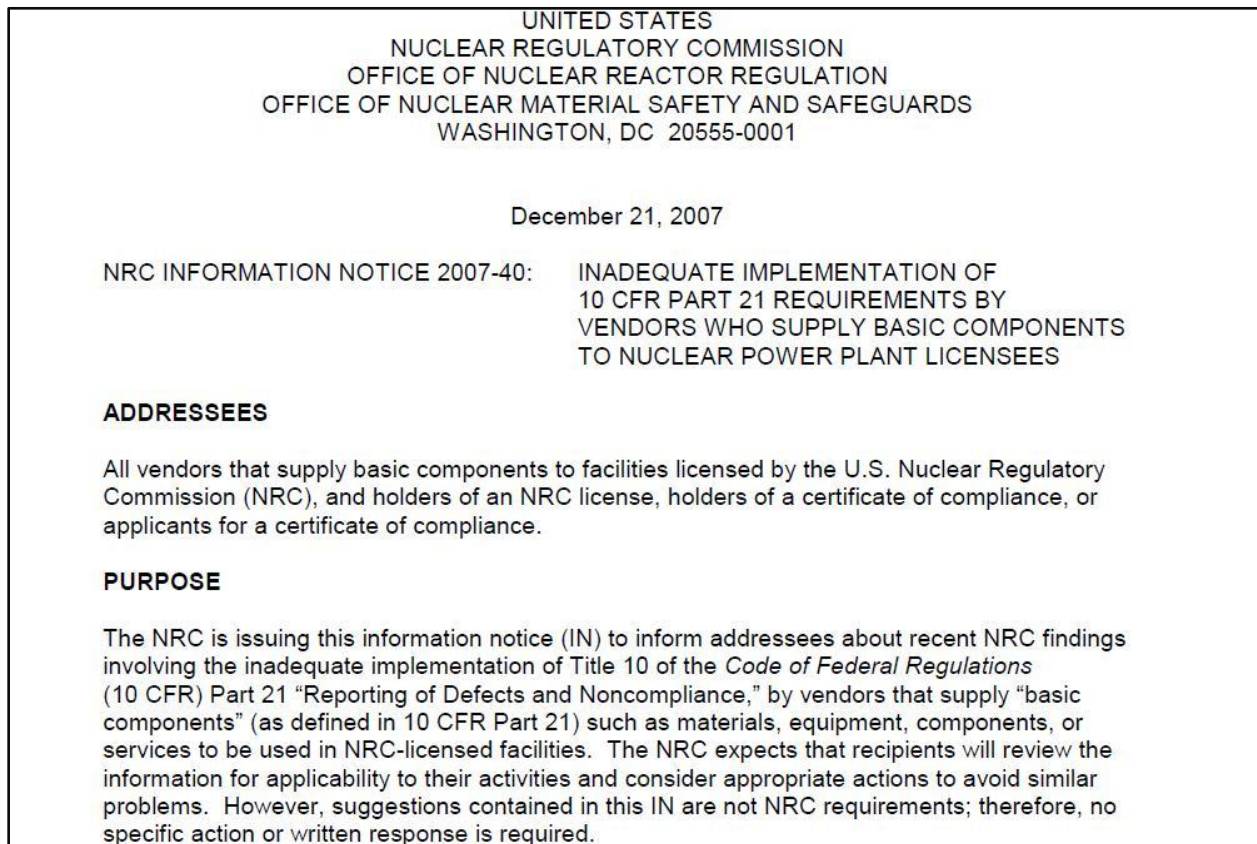 UNITED STATES
NUCLEAR REGULATORY COMMISSION
OFFICE OF NUCLEAR REACTOR REGULATION
OFFICE OF NUCLEAR MATERIAL SAFETY AND SAFEGUARDS
WASHINGTON, DC 20555-0001
December 21, 2007
NRC INFORMATION NOTICE 2007-40: INADEQUATE IMPLEMENTATION OF
10 CFR PART 21 REQUIREMENTS BY
VENDORS WHO SUPPLY BASIC COMPONENTS
TO NUCLEAR POWER PLANT LICENSEES
ADDRESSEES
All vendors that supply basic components to facilities licensed by the U.S. Nuclear Regulatory
Commission (NRC), and holders of an NRC license, holders of a certificate of compliance, or
applicants for a certificate of compliance.
PURPOSE
The NRC is issuing this information notice (IN) to inform addressees about recent NRC findings
involving the inadequate implementation of Title 10 of the Code of Federal Regulations
(10 CFR) Part 21 “Reporting of Defects and Noncompliance,” by vendors that supply “basic
components” (as defined in 10 CFR Part 21) such as materials, equipment, components, or
services to be used in NRC-licensed facilities. The NRC expects that recipients will review the
information for applicability to their activities and consider appropriate actions to avoid similar
problems. However, suggestions contained in this IN are not NRC requirements; therefore, no
specific action or written response is required.